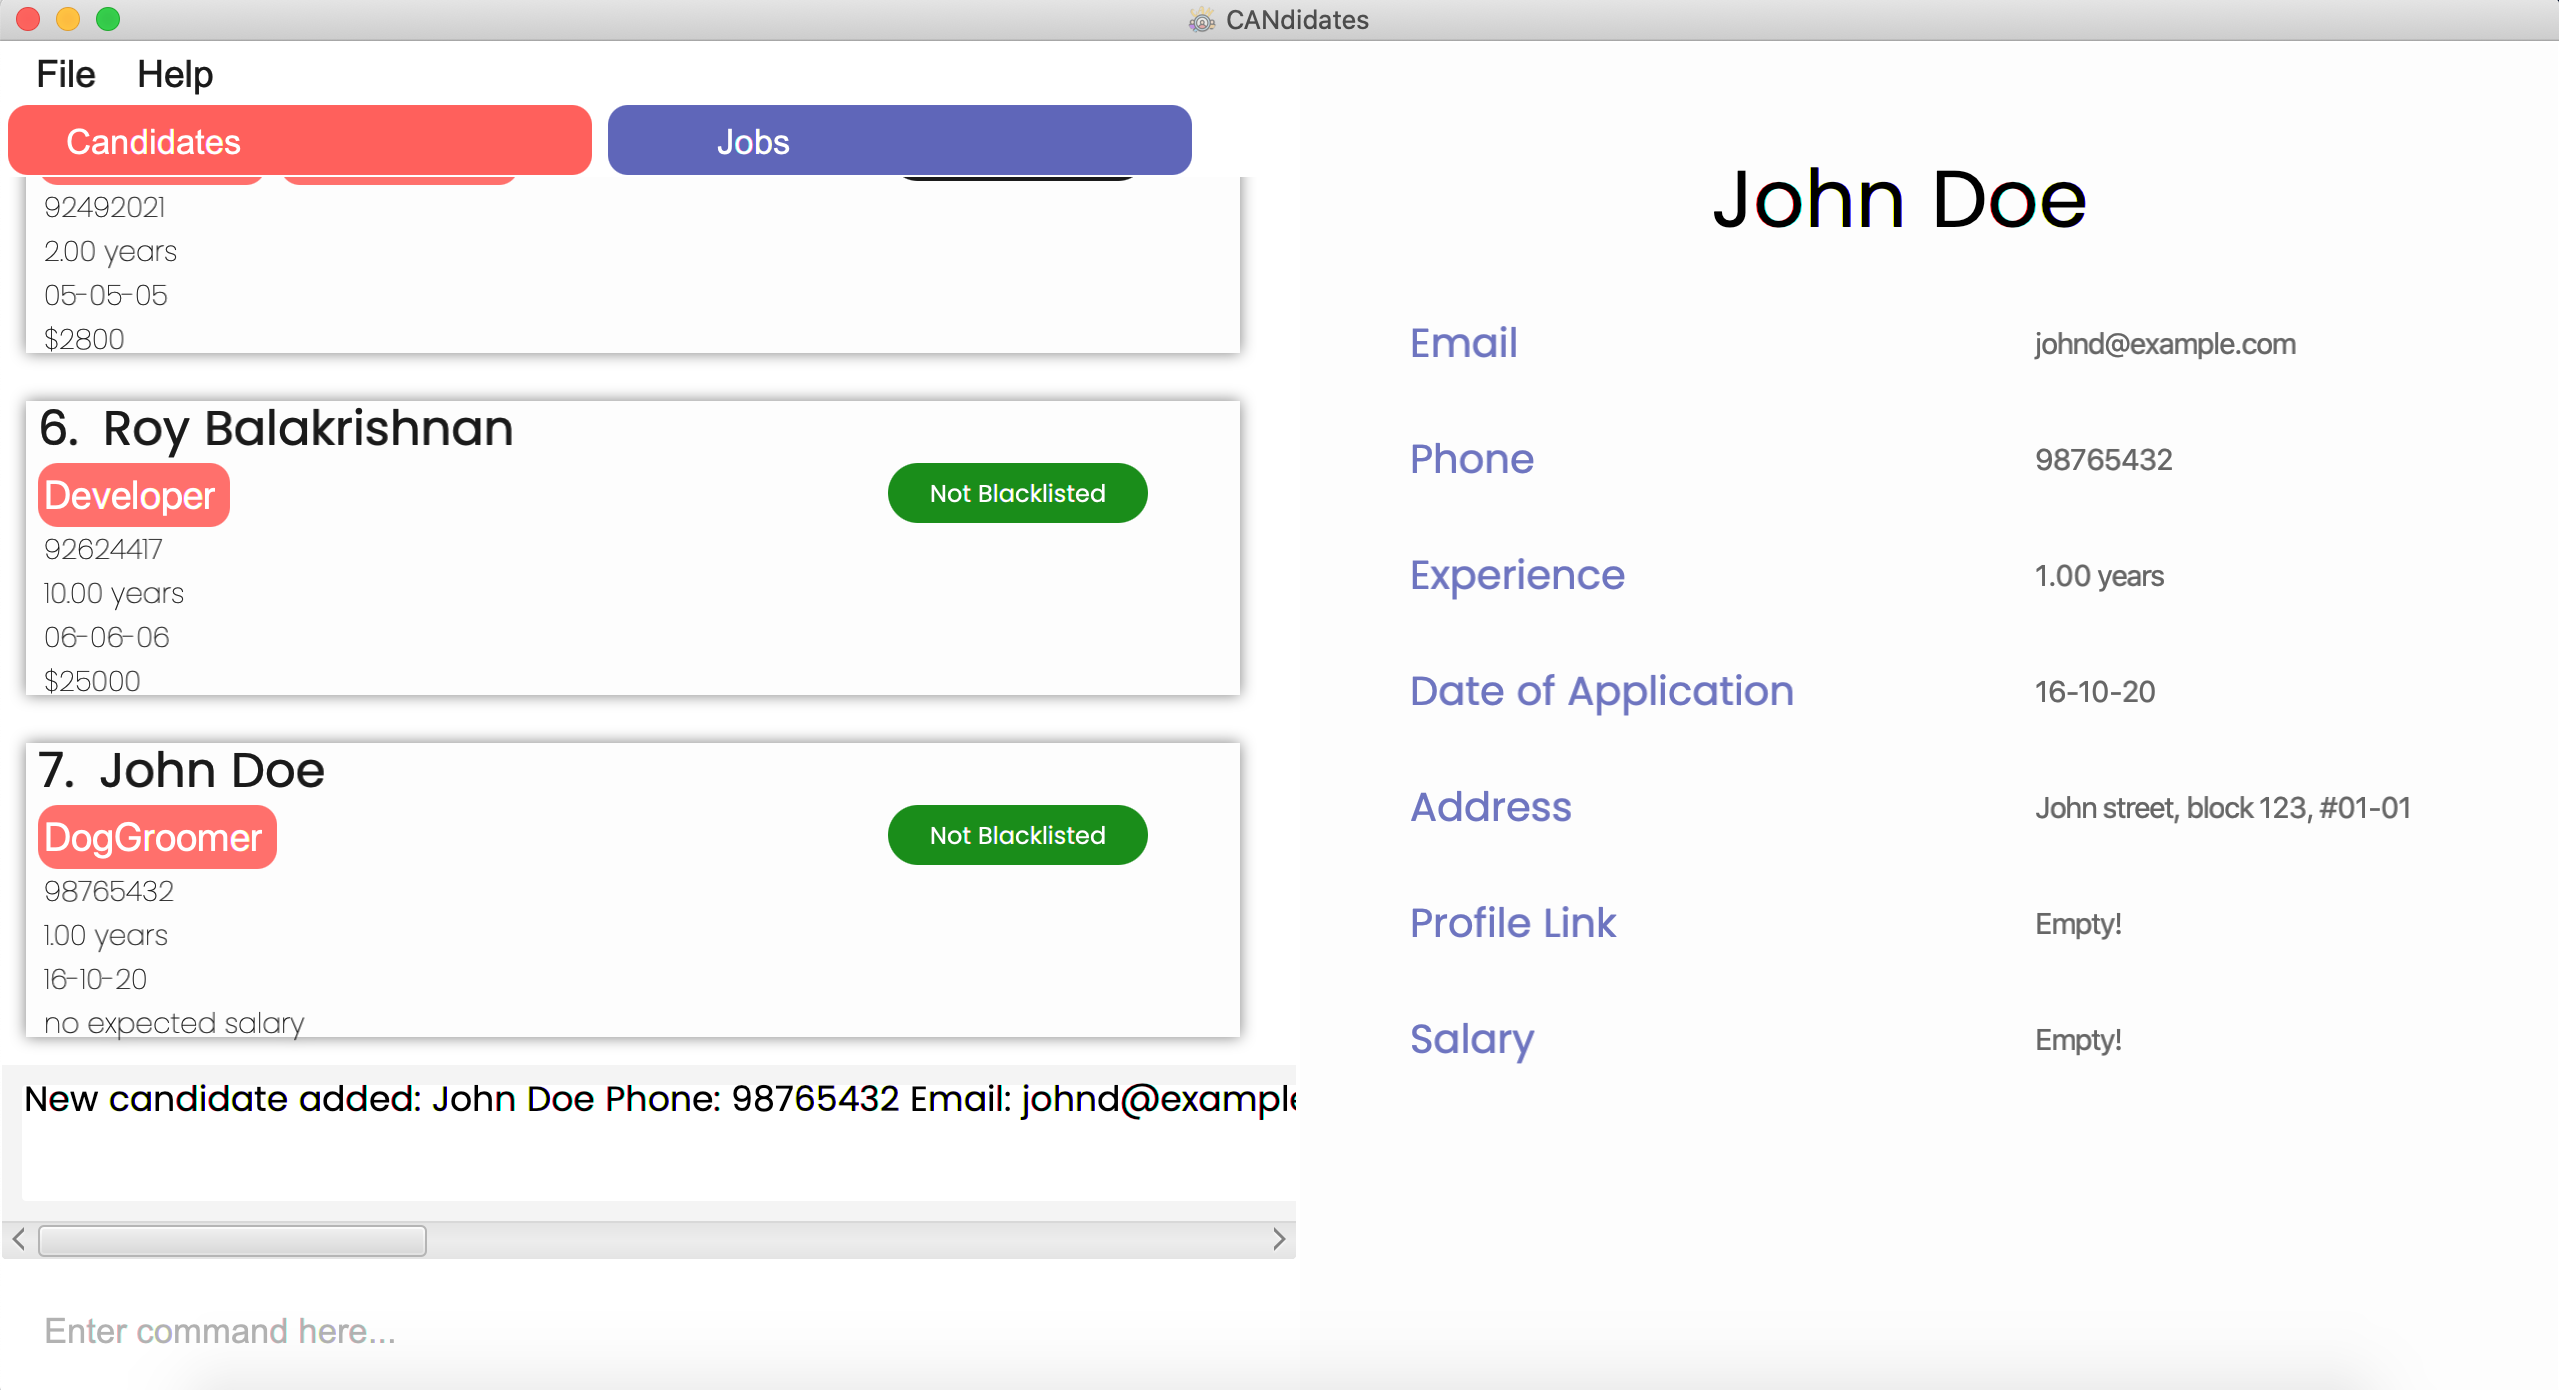 CANdidates
File Help
Candidates Jobs
92492021
2.00 years
05-05-05
$2800
6. Roy Balakrishnan
Developer
Not Blacklisted
92624417
10.00 years
06-06-06
$25000
7. John Doe
DogGroomer
Not Blacklisted
98765432
1.00 years
16-10-20
no expected salary
New candidate added: John Doe Phone: 98765432 Email: johnd@example
Enter command here...
John Doe
Email johnd@example.com
Phone 98765432
Experience 1.00 years
Date of Application 16-10-20
Address John street, block 123, #01-01
Profile Link Empty!
Salary Empty!